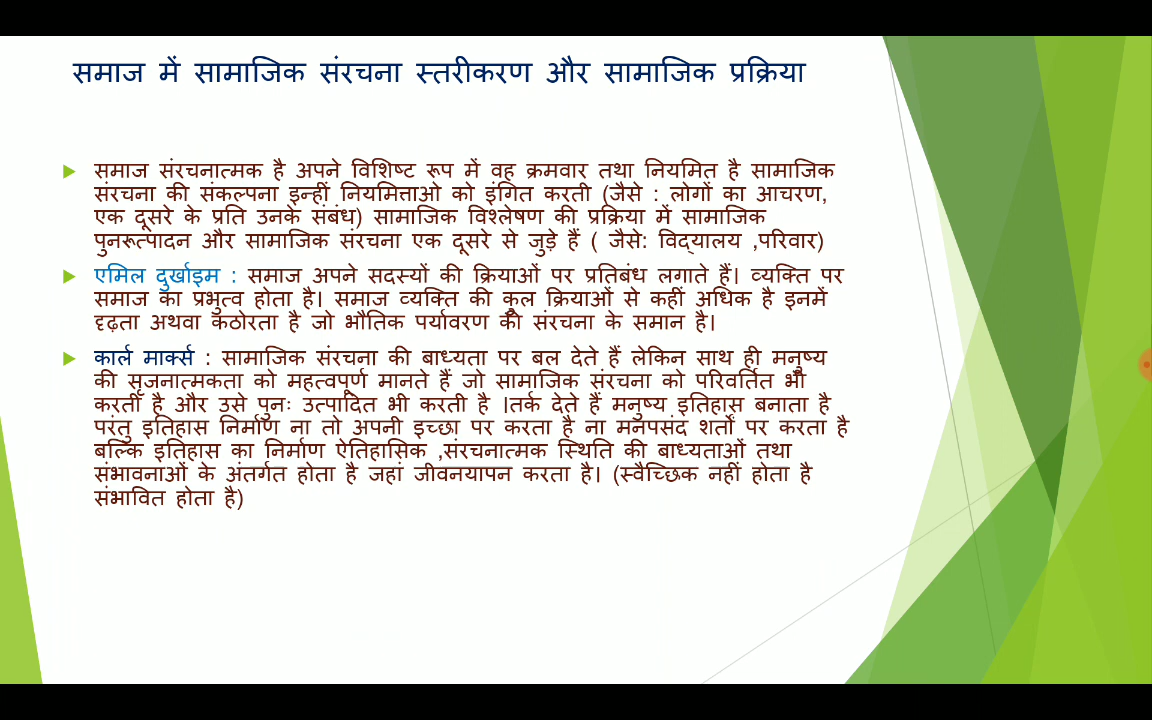 समाज में सामाजिक संरचना स्तरीकरण और सामाजिक प्रक्रिया
समाज संरचनात्मक है अपने विशिष्ट रूप में वह क्रमवार तथा नियमित है सामाजिक
संरचना की संकल्पना इन्हीं नियमित्ताओ को इंगित करती (जैसे : लोगों का आचरण,
एक दूसरे के प्रति उनके संबंध) सामाजिक विश्लेषण की प्रक्रिया में सामाजिक
पुनरूत्पादन और सामाजिक संरचना एक दूसरे से जुड़े हैं ( जैसे: विद्यालय ,परिवार)
एमिल दुर्खाइम : समाज अपने सदस्यों की क्रियाओं पर प्रतिबंध लगाते हैं। व्यक्ति पर
समाज का प्रभुत्व होता है। समाज व्यक्ति की कुल क्रियाओं से कहीं अधिक है इनमें
दृढ़ता अथवा कठोरता है जो भौतिक पर्यावरण की संरचना के समान है।
कार्ल मार्क्स : सामाजिक संरचना की बाध्यता पर बल देते हैं लेकिन साथ ही मनुष्य
की सृजनात्मकता को महत्वपूर्ण मानते हैं जो सामाजिक संरचना को परिवर्तित भी
करती है और उसे पुनः उत्पादित भी करती है ।तर्क देते हैं मनुष्य इतिहास बनाता है
परंतु इतिहास निर्माण ना तो अपनी इच्छा पर करता है ना मनपसंद शर्तों पर करता है
बल्कि इतिहास का निर्माण ऐतिहासिक ,संरचनात्मक स्थिति की बाध्यताओं तथा
संभावनाओं के अंतर्गत होता है जहां जीवनयापन करता है। (स्वैच्छिक नहीं होता है
संभावित होता है)